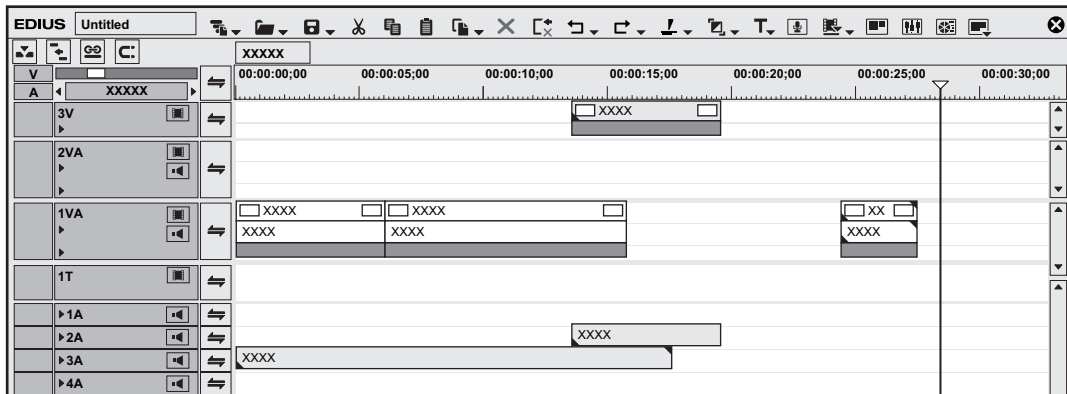 EDIUS Untitled
T
XXXXX
V 00:00:00;00 00:00:05;00 00:00:10;00 00:00:15;00 00:00:20;00 00:00:25;00 00:00:30;00
A XXXXX
3V XXXX
2VA
1VA XXXX XXXX XX
XXXX XXXX XXXX
1T
1A
2A XXXX
3A XXXX
4A